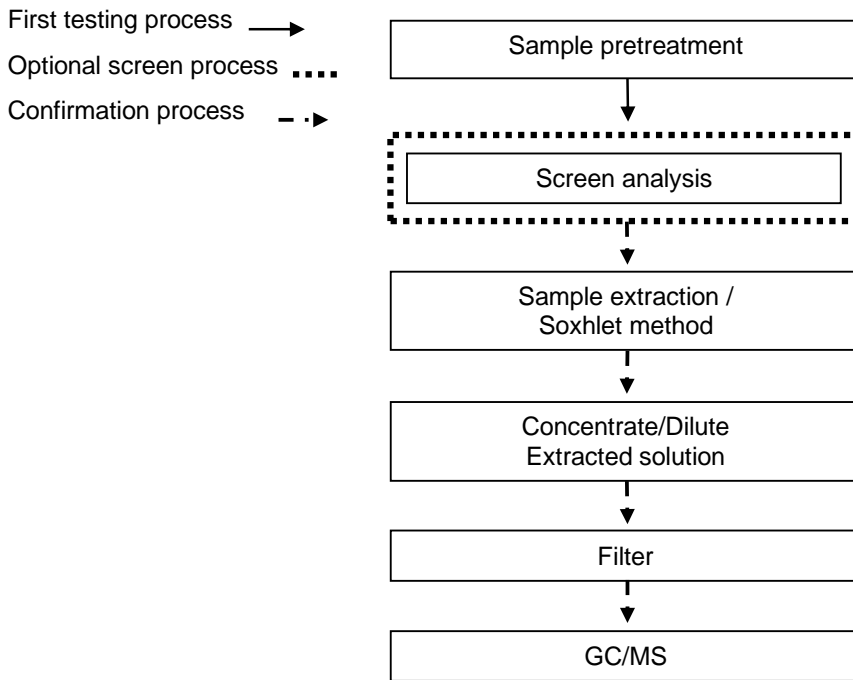 First testing process
Optional screen process
Confirmation process
Sample pretreatment
Screen analysis
Sample extraction /
Soxhlet method
Concentrate/Dilute
Extracted solution
Filter
GC/MS